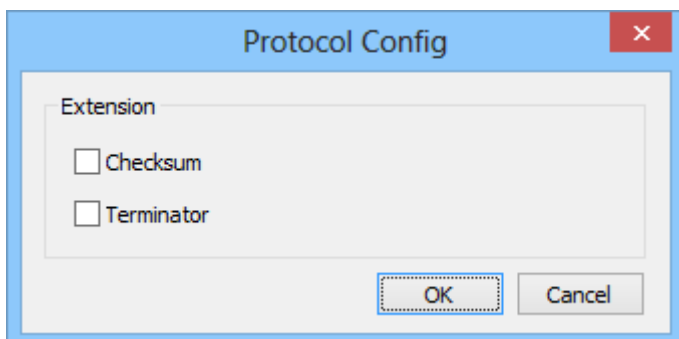 Protocol Config
Extension
Checksum
Terminator
OK Cancel